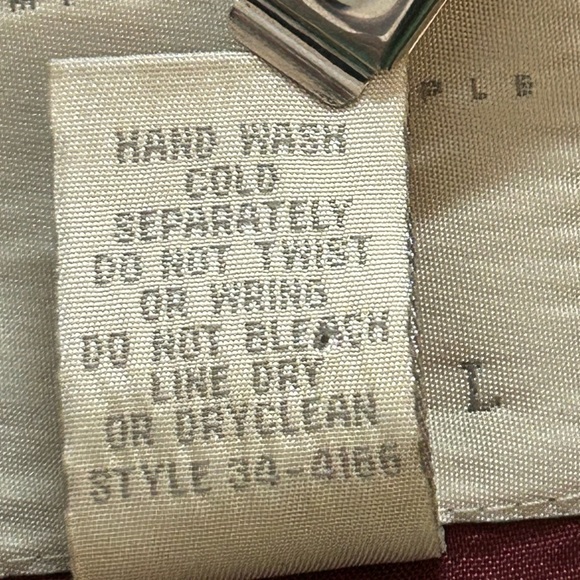 HAND WASH
COLD
SEPARATELY
DO NOT TWIST
OR WRING
DO NOT BLEACH
LINE DRY
OR DRYCLEAN
STYLE 34-4166
L